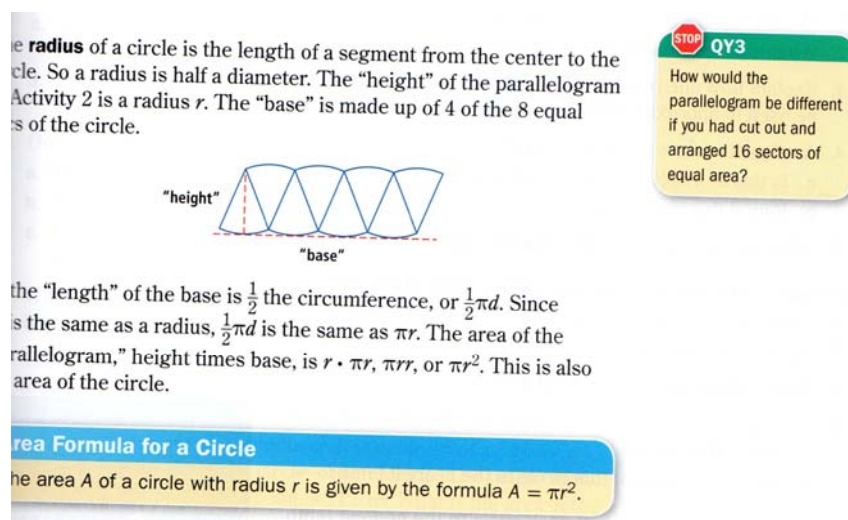 e radius of a circle is the length of a segment from the center to the
cle. So a radius is half a diameter. The “height” of the parallelogram
Activity 2 is a radius r. The “base” is made up of 4 of the 8 equal
s of the circle.
"height"
"base"
the “length” of the base is 1/2 the circumference, or 1/2πd. Since
s the same as a radius, 1/2πd is the same as πr. The area of the
rallelogram,” height times base, is r • πr, πrr, or πr². This is also
area of the circle.
rea Formula for a Circle
he area A of a circle with radius r is given by the formula A = πr².
STOP QY3
How would the
parallelogram be different
if you had cut out and
arranged 16 sectors of
equal area?